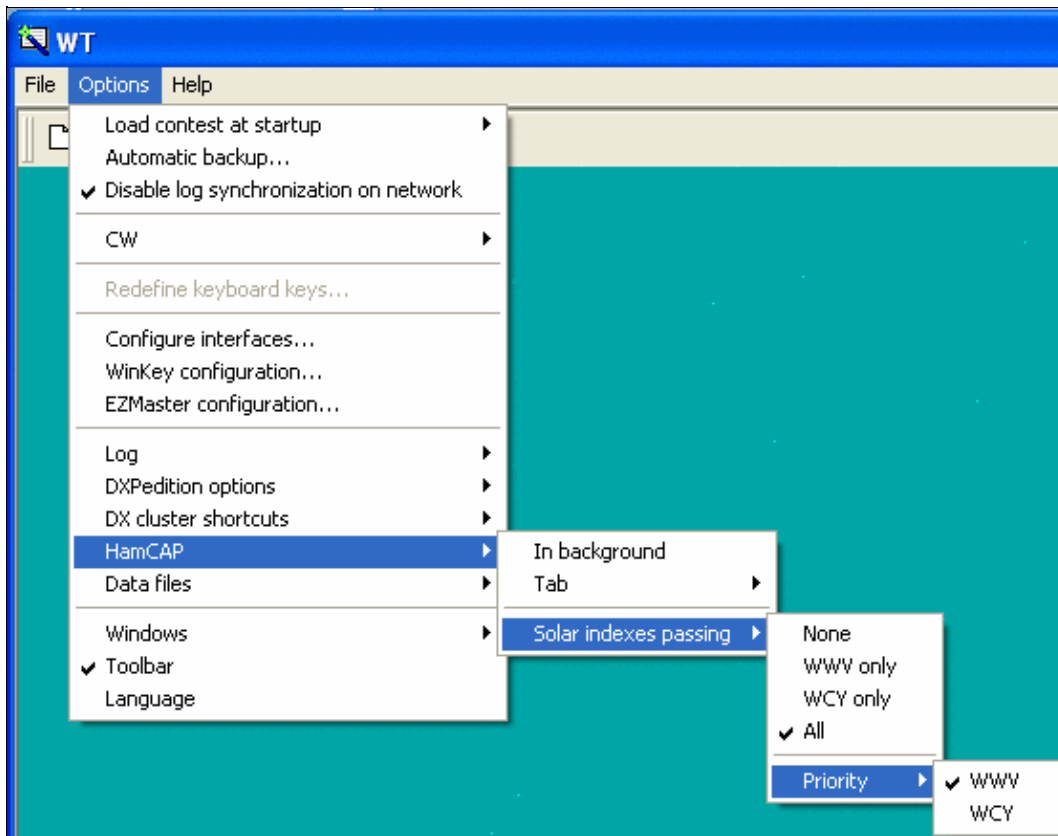 WT
File Options Help
Load contest at startup
Automatic backup...
Disable log synchronization on network
CW
Redefine keyboard keys...
Configure interfaces...
WinKey configuration...
EZMaster configuration...
Log
DXPedition options
DX cluster shortcuts
HamCAP
Data files
Windows
Toolbar
Language
In background
Tab
Solar indexes passing
None
WWV only
WCY only
All
Priority
WWV
WCY